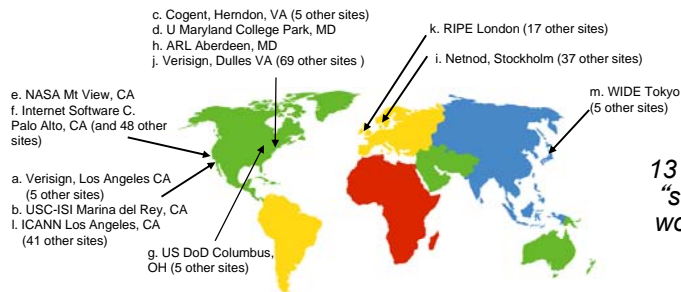 c. Cogent, Herndon, VA (5 other sites)
d. U Maryland College Park, MD
h. ARL Aberdeen, MD
j. Verisign, Dulles VA (69 other sites )
k. RIPE London (17 other sites)
i. Netnod, Stockholm (37 other sites)
m. WIDE Tokyo
(5 other sites)
e. NASA Mt View, CA
f. Internet Software C.
Palo Alto, CA (and 48 other
sites)
a. Verisign, Los Angeles CA
(5 other sites)
b. USC-ISI Marina del Rey, CA
l. ICANN Los Angeles, CA
(41 other sites)
g. US DoD Columbus,
OH (5 other sites)
13
“s
wo